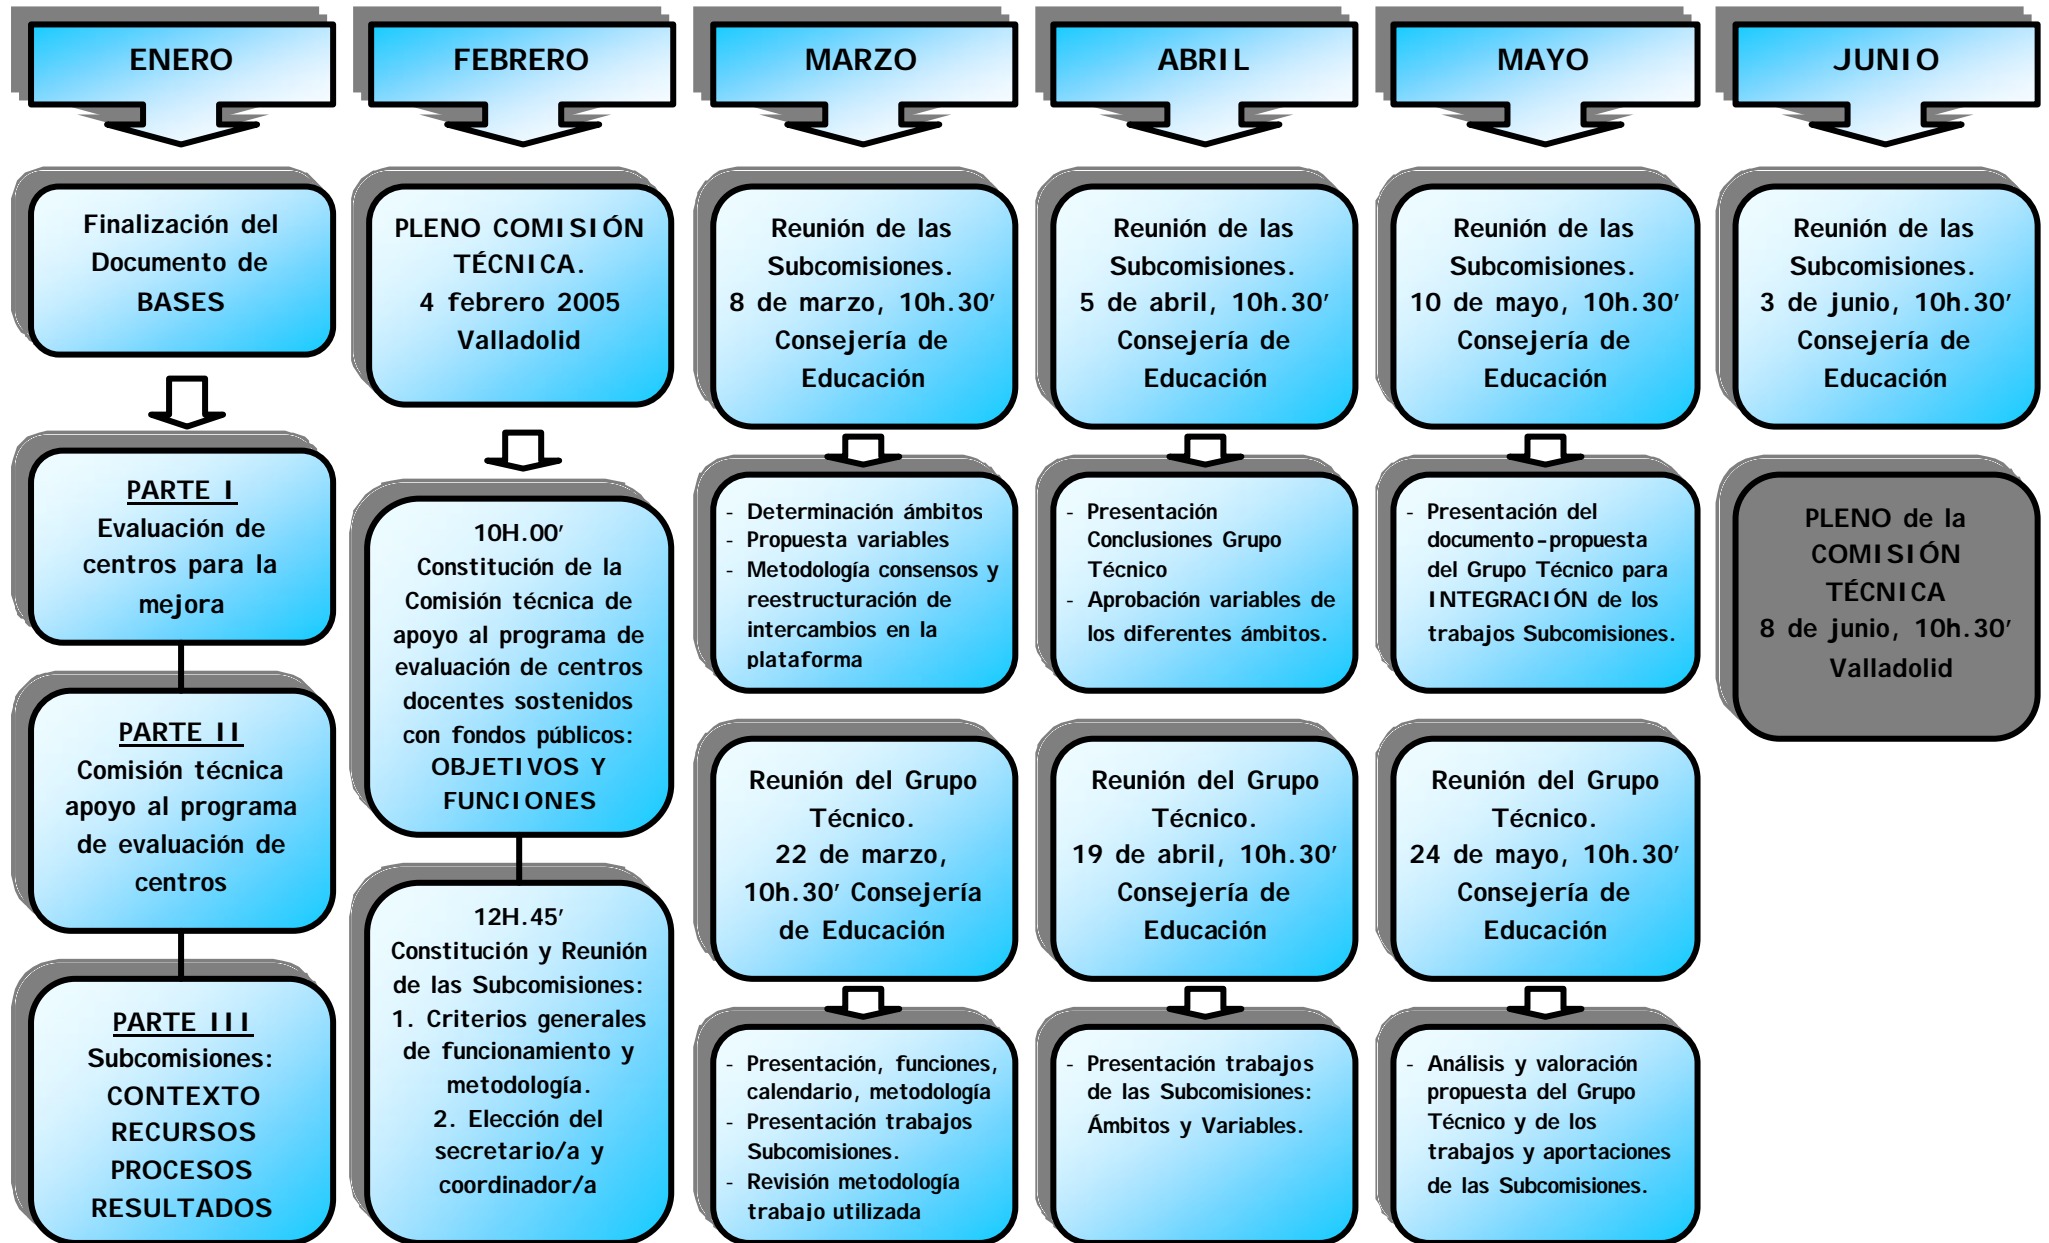 ENERO
FEBRERO
MARZO
ABRIL
MAYO
JUNIO
Finalización del
Documento de
BASES
PARTE I
Evaluación de
centros para la
mejora
PARTE II
Comisión técnica
apoyo al programa
de evaluación de
centros
PARTE III
Subcomisiones:
CONTEXTO
RECURSOS
PROCESOS
RESULTADOS
PLENO COMISIÓN
TÉCNICA.
4 febrero 2005
Valladolid
10H.00’
Constitución de la
Comisión técnica de
apoyo al programa de
evaluación de centros
docentes sostenidos
con fondos públicos:
OBJETIVOS Y
FUNCIONES
12H.45’
Constitución y Reunión
de las Subcomisiones:
1. Criterios generales
de funcionamiento y
metodología.
2. Elección del
secretario/a y
coordinador/a
Reunión de las
Subcomisiones.
8 de marzo, 10h.30’
Consejería de
Educación
- Determinación ámbitos
- Propuesta variables
- Metodología consensos y
reestructuración de
intercambios en la
plataforma
Reunión del Grupo
Técnico.
22 de marzo,
10h.30’ Consejería
de Educación
- Presentación, funciones,
calendario, metodología
- Presentación trabajos
Subcomisiones.
- Revisión metodología
trabajo utilizada
Reunión de las
Subcomisiones.
5 de abril, 10h.30’
Consejería de
Educación
- Presentación
Conclusiones Grupo
Técnico
- Aprobación variables de
los diferentes ámbitos.
Reunión del Grupo
Técnico.
19 de abril, 10h.30’
Consejería de
Educación
- Presentación trabajos
de las Subcomisiones:
Ámbitos y Variables.
Reunión de las
Subcomisiones.
10 de mayo, 10h.30’
Consejería de
Educación
- Presentación del
documento-propuesta
del Grupo Técnico para
INTEGRACIÓN de los
trabajos Subcomisiones.
Reunión del Grupo
Técnico.
24 de mayo, 10h.30’
Consejería de
Educación
- Análisis y valoración
propuesta del Grupo
Técnico y de los
trabajos y aportaciones
de las Subcomisiones.
Reunión de las
Subcomisiones.
3 de junio, 10h.30’
Consejería de
Educación
PLENO de la
COMISIÓN
TÉCNICA
8 de junio, 10h.30’
Valladolid